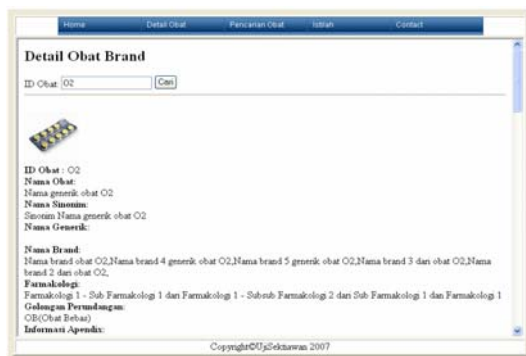 Home Detail Obat Pencarian Obat Istilah Contact
Detail Obat Brand
ID Obat: O2 Cari
ID Obat : O2
Nama Obat:
Nama generik obat O2
Nama Sinonim:
Sinonim Nama generik obat O2
Nama Generik:
Nama Brand:
Nama brand obat O2,Nama brand 4 generik obat O2,Nama brand 5 generik obat O2,Nama brand 3 dari obat O2,Nama
brand 2 dari obat O2,
Farmakologi:
Farmakologi 1 - Sub Farmakologi 1 dari Farmakologi 1 - Subsub Farmakologi 2 dari Sub Farmakologi 1 dari Farmakologi 1
Golongan Perundangan:
OB(Obat Bebas)
Informasi Apendix:
Copyright©UjiSektiawan 2007